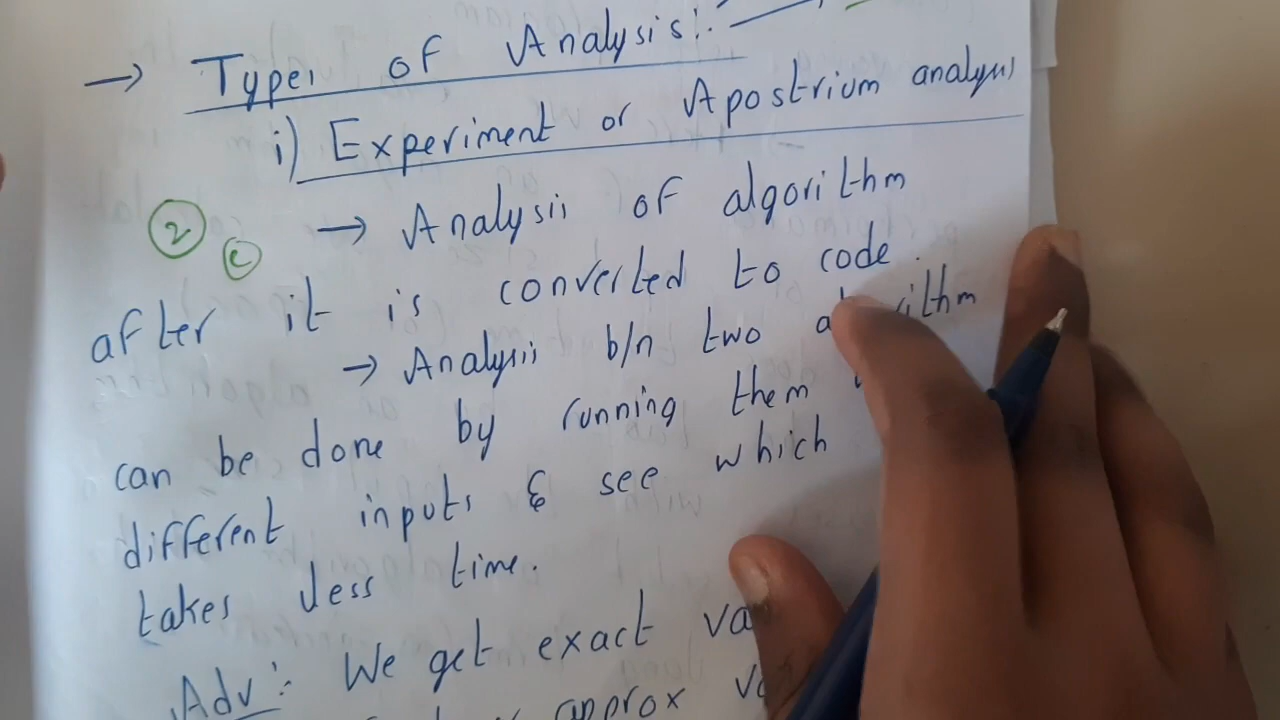 → Types of Analysis:
i) Experiment or Apostrium analysis
2 c → Analysis of algorithm
after it is converted to code.
→ Analysis b/n two
can be done by running them
different inputs & see which
takes less time.
Adv: We get exact
approx